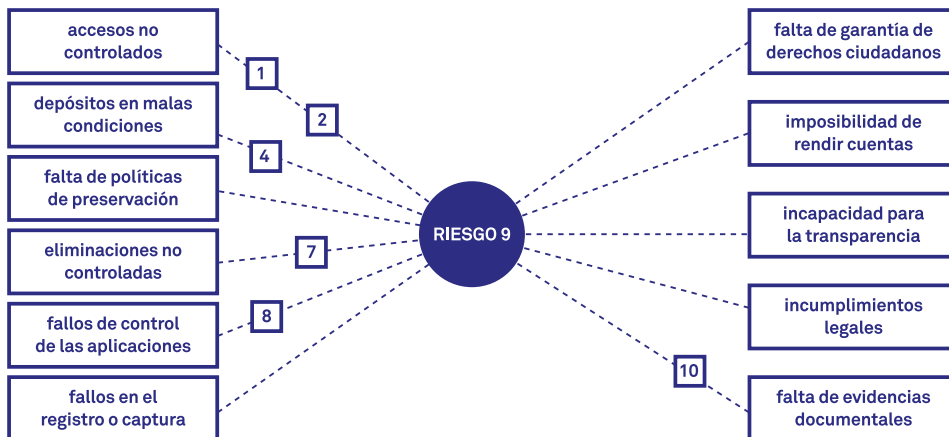 accesos no
controlados
depósitos en malas
condiciones
falta de políticas
de preservación
eliminaciones no
controladas
fallos de control
de las aplicaciones
fallos en el
registro o captura
1
2
4
7
8
RIESGO 9
10
falta de garantía de
derechos ciudadanos
imposibilidad de
rendir cuentas
incapacidad para
la transparencia
incumplimientos
legales
falta de evidencias
documentales